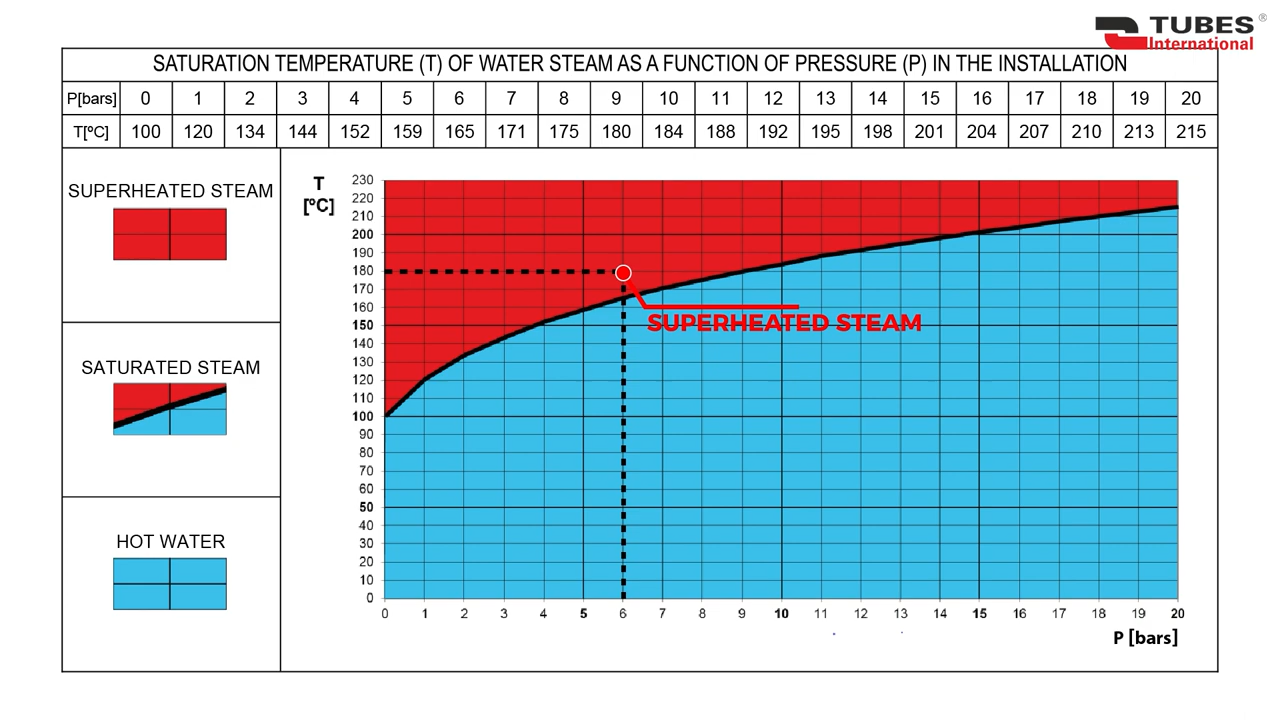 TUBES ®
International
SATURATION TEMPERATURE (T) OF WATER STEAM AS A FUNCTION OF PRESSURE (P) IN THE INSTALLATION
P[bars] 0 1 2 3 4 5 6 7 8 9 10 11 12 13 14 15 16 17 18 19 20
T[ºC] 100 120 134 144 152 159 165 171 175 180 184 188 192 195 198 201 204 207 210 213 215
SUPERHEATED STEAM
SATURATED STEAM
HOT WATER
T
[ºC]
230
220
210
200
190
180
170
160
150
140
130
120
110
100
90
80
70
60
50
40
30
20
10
0
SUPERHEATED STEAM
0 1 2 3 4 5 6 7 8 9 10 11 12 13 14 15 16 17 18 19 20
P [bars]